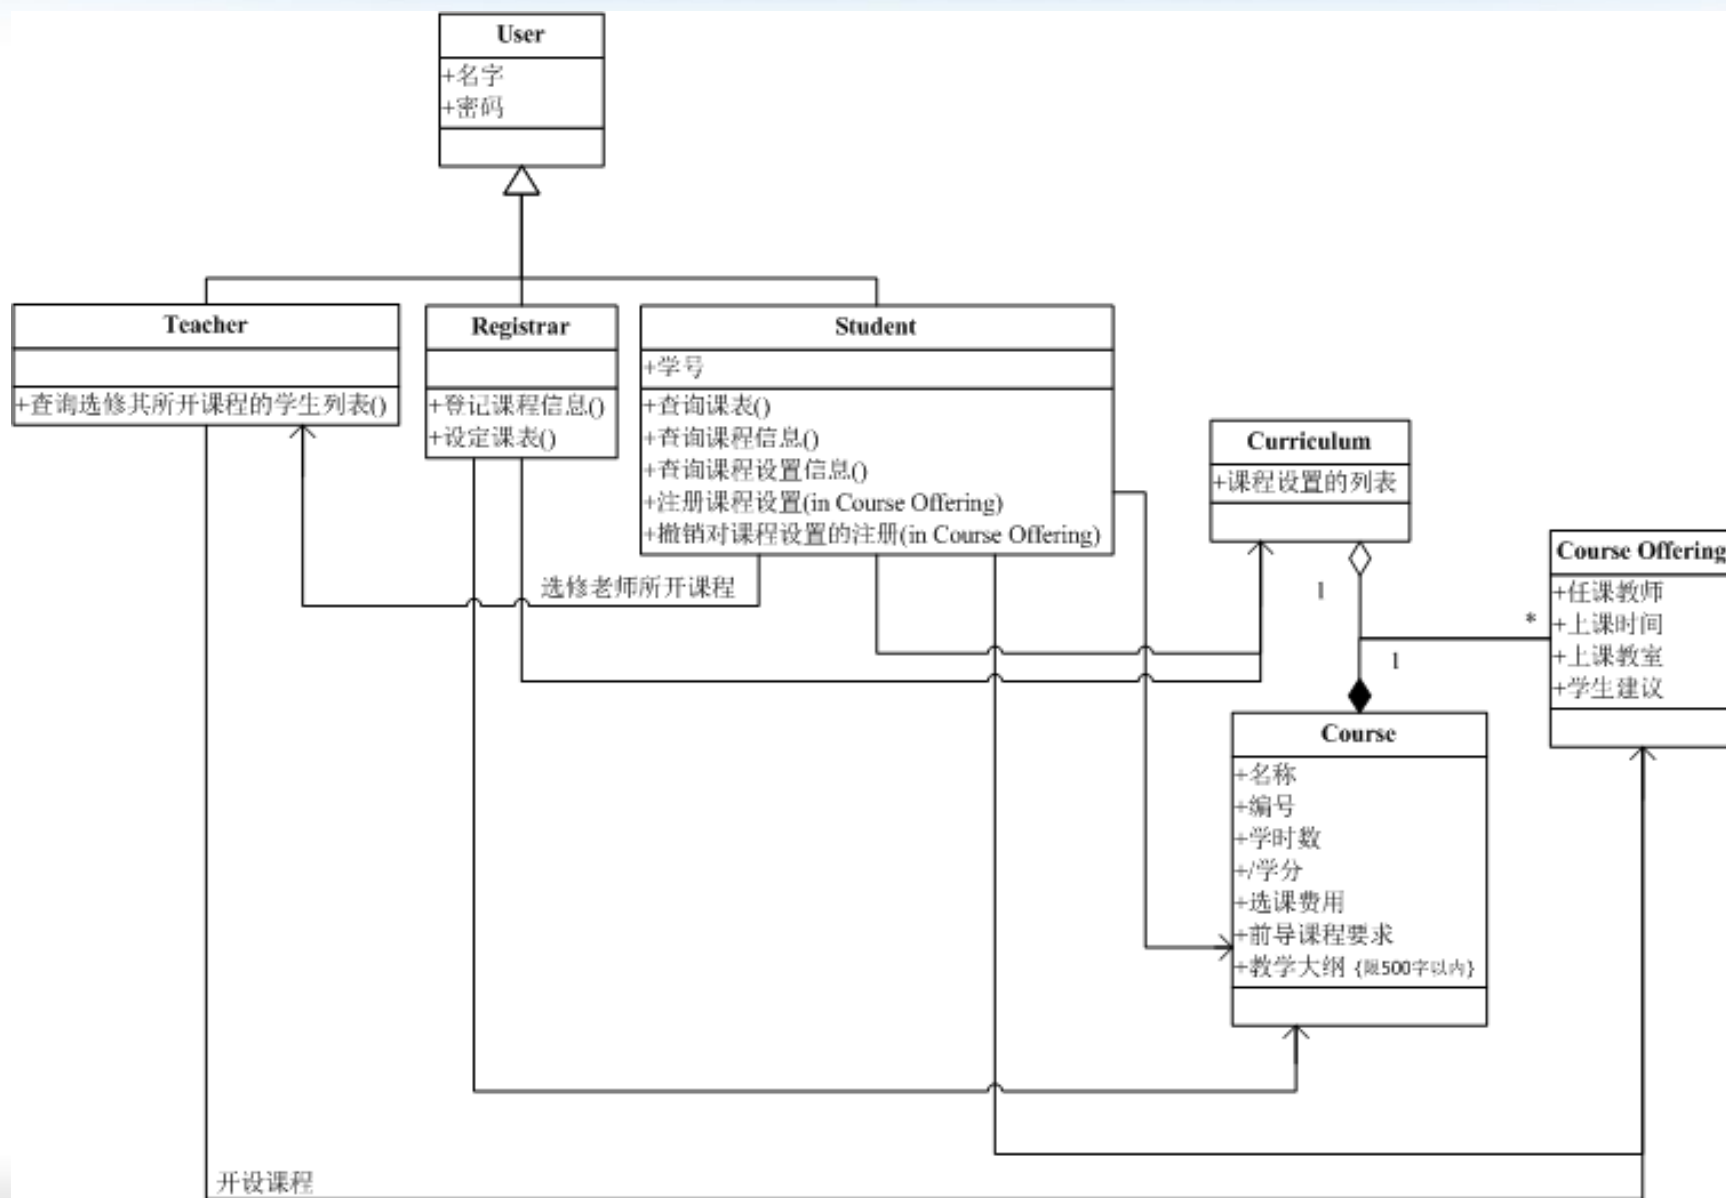 User
+名字
+密码
Teacher
+查询选修其所开课程的学生列表()
Registrar
+登记课程信息()
+设定课表()
Student
+学号
+查询课表()
+查询课程信息()
+查询课程设置信息()
+注册课程设置(in Course Offering)
+撤销对课程设置的注册(in Course Offering)
选修老师所开课程
Curriculum
+课程设置的列表
1
*
1
Course Offering
+任课教师
+上课时间
+上课教室
+学生建议
Course
+名称
+编号
+学时数
+/学分
+选课费用
+前导课程要求
+教学大纲 {限500字以内}
开设课程